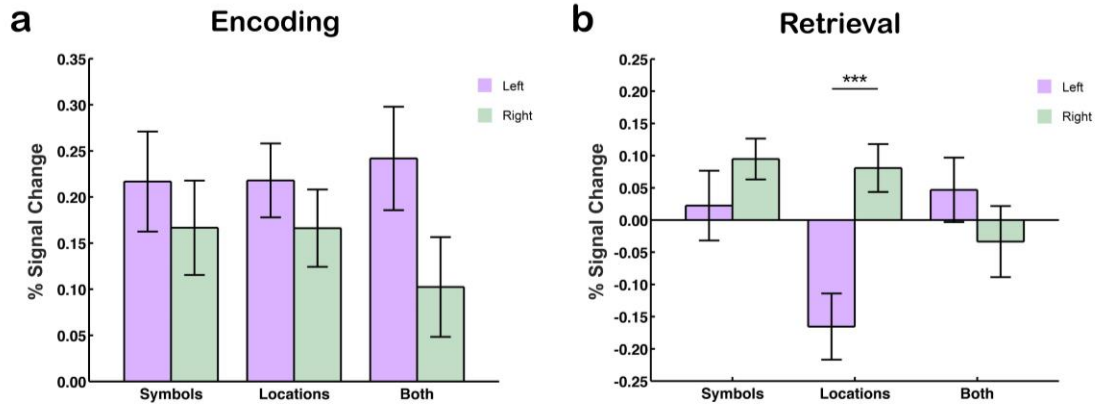 a
Encoding
% Signal Change
0.35
0.30
0.25
0.20
0.15
0.10
0.05
0.00
Symbols
Locations
Both
Left
Right
b
Retrieval
% Signal Change
0.25
0.20
0.15
0.10
0.05
0.00
-0.05
-0.10
-0.15
-0.20
-0.25
***
Symbols
Locations
Both
Left
Right